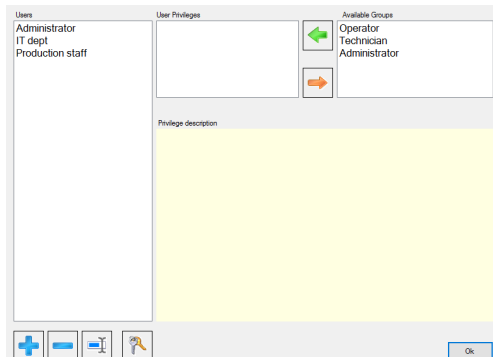 Users
User Privileges
Available Groups
Administrator
IT dept
Production staff
Operator
Technician
Administrator
Privilege description
Ok